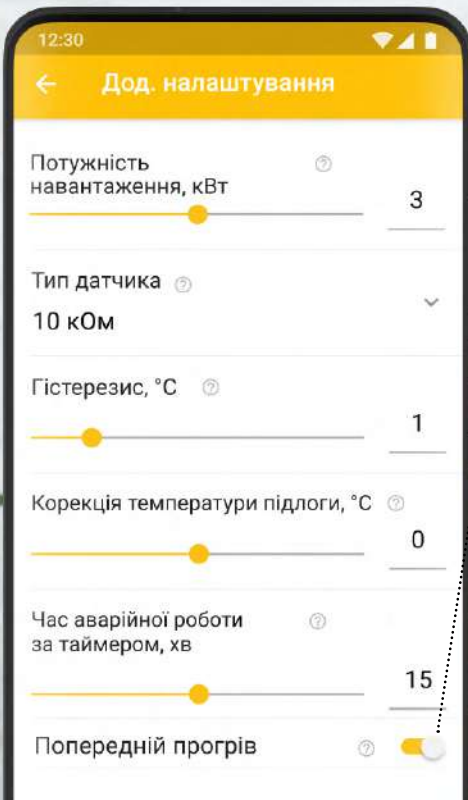 12:30
Дод. налаштування
Потужність
навантаження, кВт
3
Тип датчика
10 кОм
Гістерезис, °C
1
Корекція температури підлоги, °C
0
Час аварійної роботи
за таймером, хв
15
Попередній прогрів